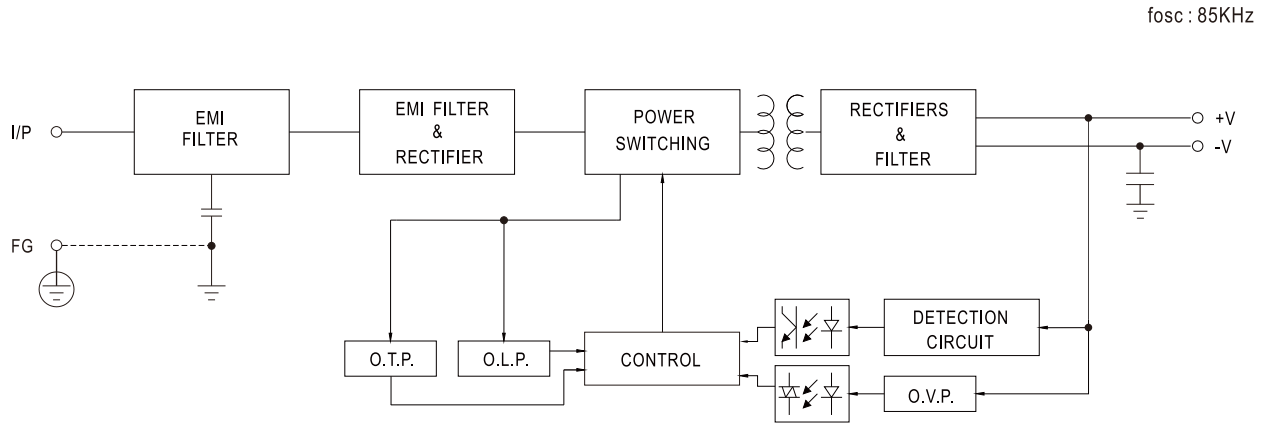 fosc : 85KHz
I/P
EMI
FILTER
EMI FILTER
&
RECTIFIER
POWER
SWITCHING
RECTIFIERS
&
FILTER
+V
-V
FG
O.T.P.
O.L.P.
CONTROL
DETECTION
CIRCUIT
O.V.P.